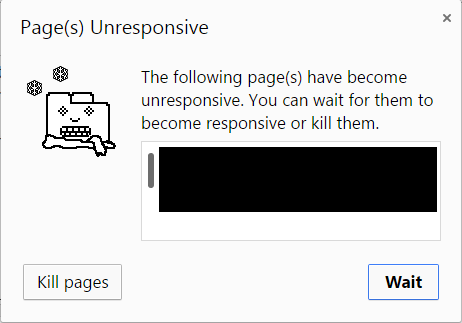 Page(s) Unresponsive
The following page(s) have become
unresponsive. You can wait for them to
become responsive or kill them.
Kill pages
Wait